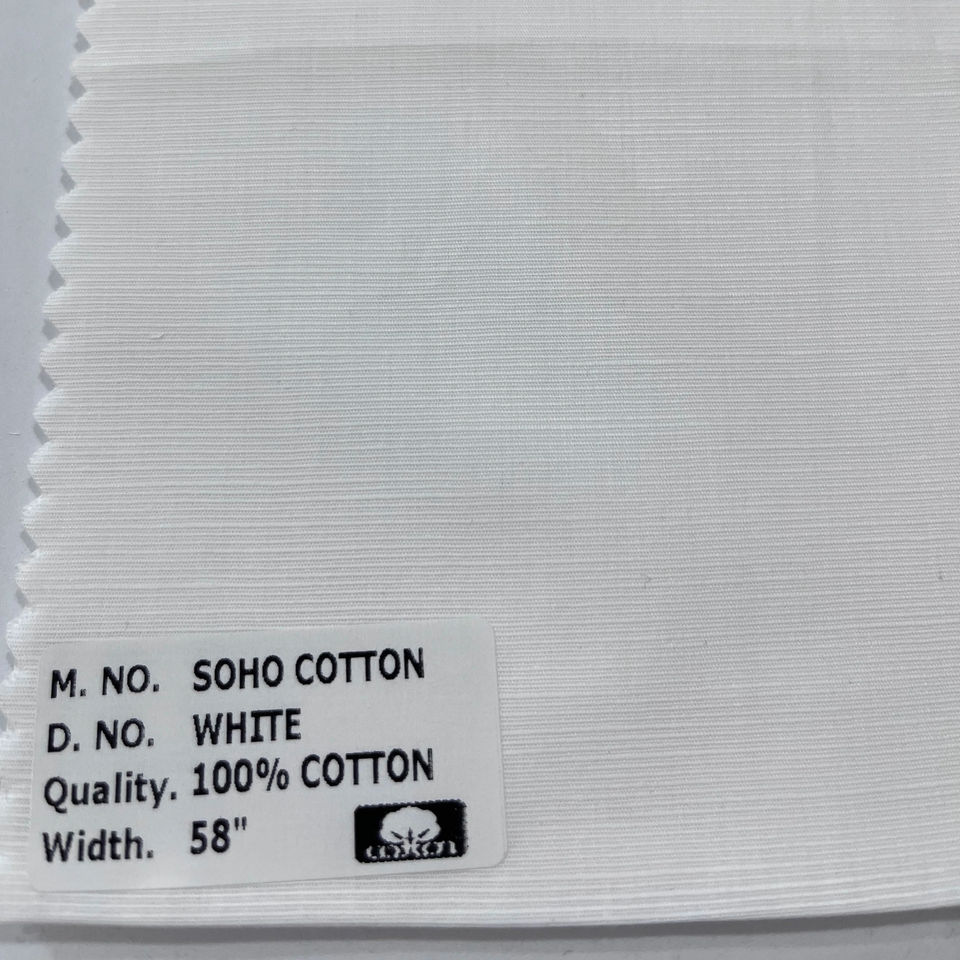 M. NO. SOHO COTTON
D. NO. WHITE
Quality. 100% COTTON
Width. 58"